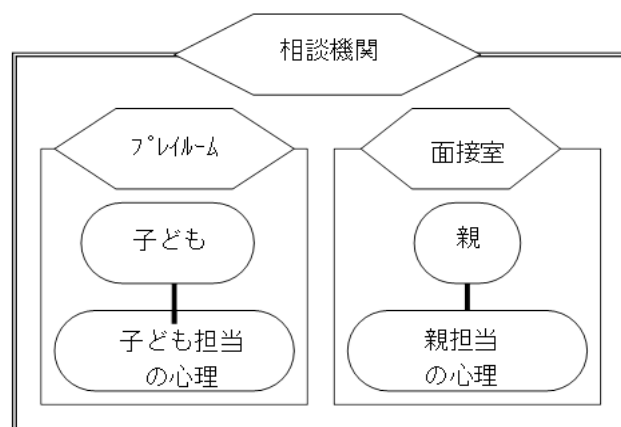 相談機関
ﾌﾟﾚｲﾙｰﾑ
面接室
子ども
親
子ども担当
の心理
親担当
の心理